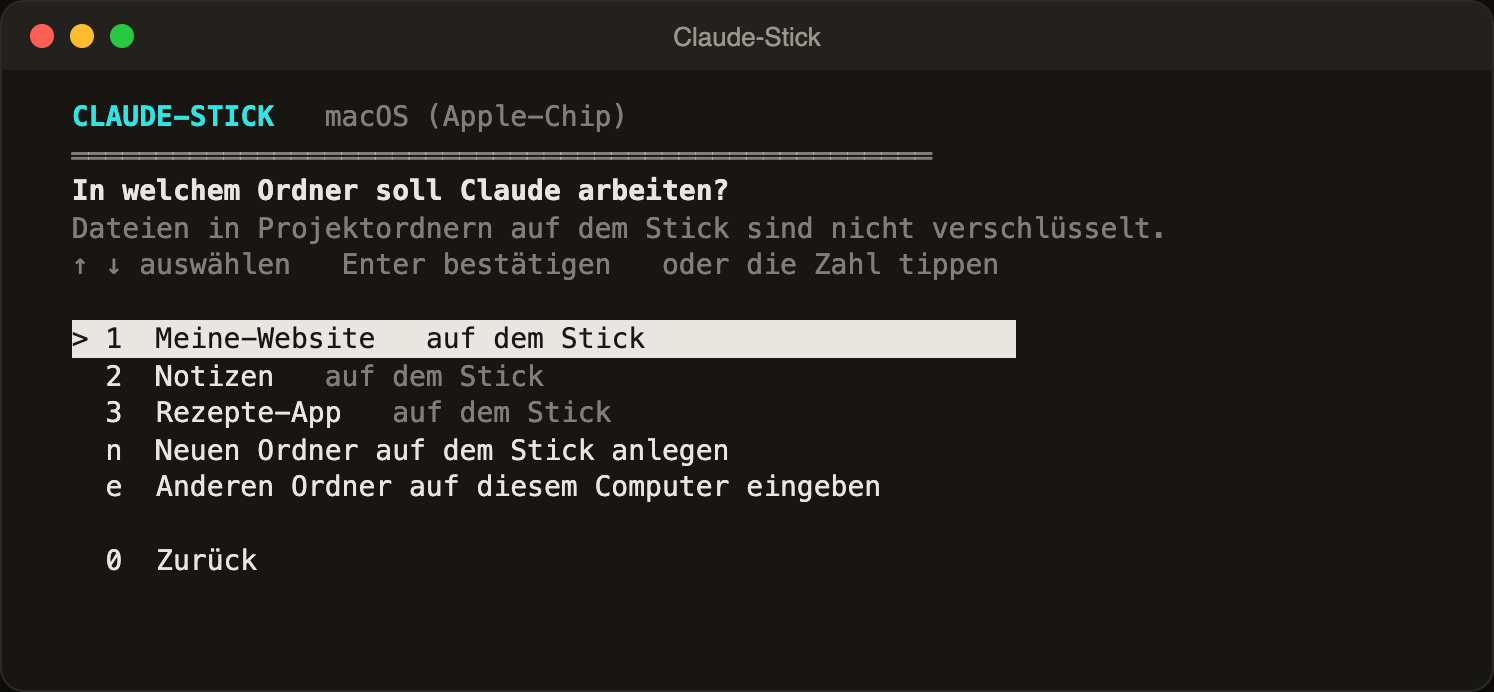 Claude-Stick
CLAUDE-STICK macOS (Apple-Chip)
In welchem Ordner soll Claude arbeiten?
Dateien in Projektordnern auf dem Stick sind nicht verschlüsselt.
↑ ↓ auswählen Enter bestätigen oder die Zahl tippen
> 1 Meine-Website auf dem Stick
2 Notizen auf dem Stick
3 Rezepte-App auf dem Stick
n Neuen Ordner auf dem Stick anlegen
e Anderen Ordner auf diesem Computer eingeben
0 Zurück